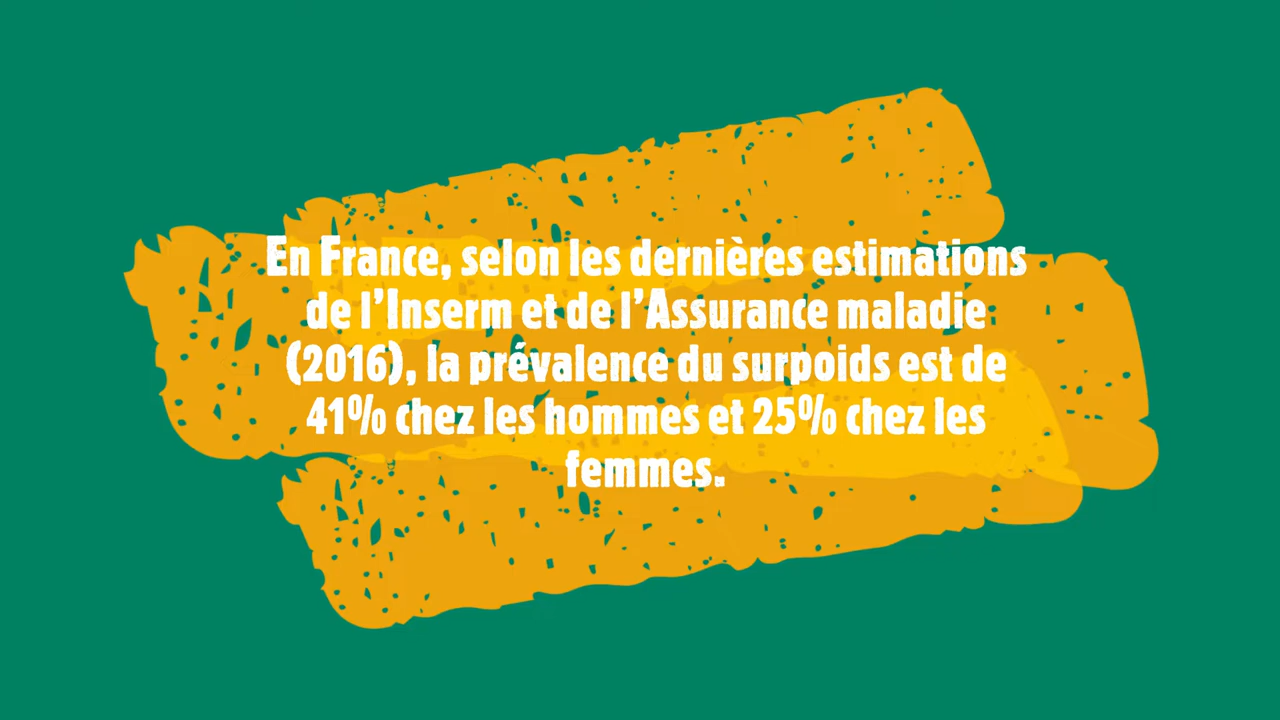 En France, selon les dernières estimations
de l'Inserm et de l'Assurance maladie
(2016), la prévalence du surpoids est de
41% chez les hommes et 25% chez les
femmes.